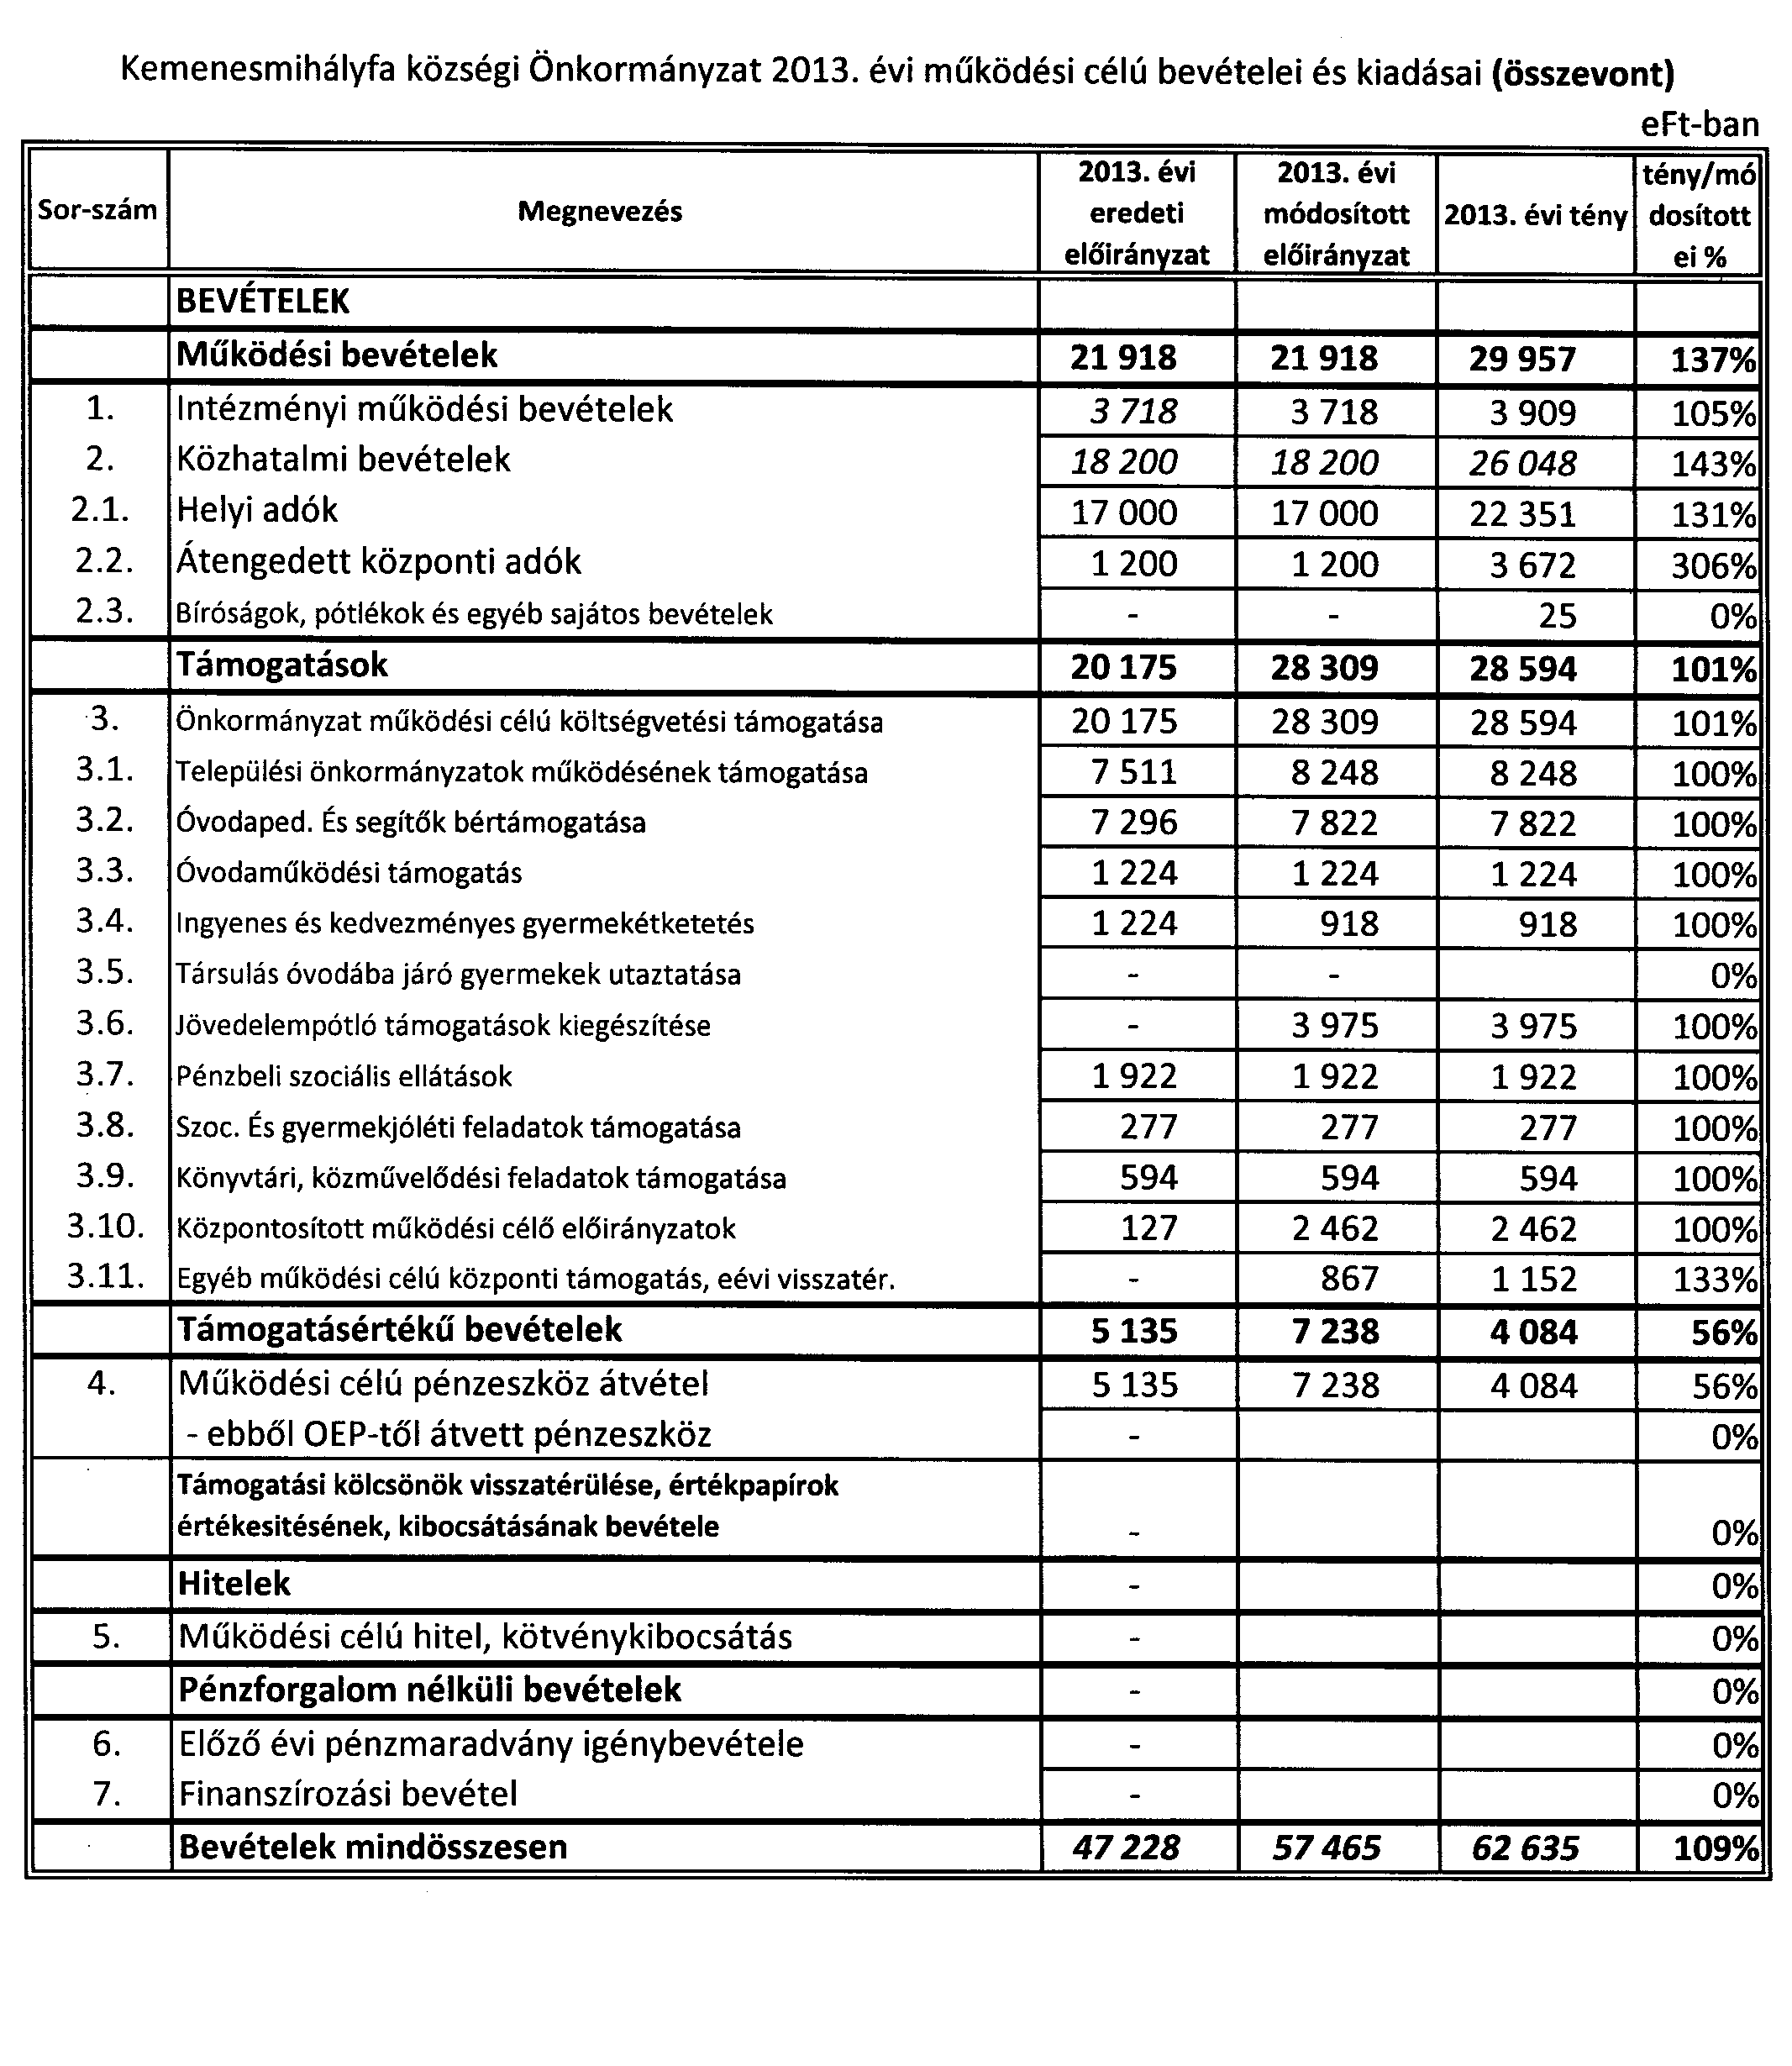 Kemenesmihályfa községi Önkormányzat 2013. évi működési célú bevételei és kiadásai (összevont)
eFt-ban
Sor-szám Megnevezés 2013. évi eredeti előirányzat 2013. évi módosított előirányzat 2013. évi tény tény/mó dosított ei %
BEVÉTELEK
Működési bevételek 21 918 21 918 29 957 137%
1. Intézményi működési bevételek 3 718 3 718 3 909 105%
2. Közhatalmi bevételek 18 200 18 200 26 048 143%
2.1. Helyi adók 17 000 17 000 22 351 131%
2.2. Átengedett központi adók 1 200 1 200 3 672 306%
2.3. Bíróságok, pótlékok és egyéb sajátos bevételek - - 25 0%
Támogatások 20 175 28 309 28 594 101%
3. Önkormányzat működési célú költségvetési támogatása 20 175 28 309 28 594 101%
3.1. Települési önkormányzatok működésének támogatása 7 511 8 248 8 248 100%
3.2. Óvodaped. És segítők bértámogatása 7 296 7 822 7 822 100%
3.3. Óvodaműködési támogatás 1 224 1 224 1 224 100%
3.4. Ingyenes és kedvezményes gyermekétketetés 1 224 918 918 100%
3.5. Társulás óvodába járó gyermekek utaztatása - - 0%
3.6. Jövedelempótló támogatások kiegészítése - 3 975 3 975 100%
3.7. Pénzbeli szociális ellátások 1 922 1 922 1 922 100%
3.8. Szoc. És gyermekjóléti feladatok támogatása 277 277 277 100%
3.9. Könyvtári, közművelődési feladatok támogatása 594 594 594 100%
3.10. Központosított működési célő előirányzatok 127 2 462 2 462 100%
3.11. Egyéb működési célú központi támogatás, eévi visszatér. - 867 1 152 133%
Támogatásértékű bevételek 5 135 7 238 4 084 56%
4. Működési célú pénzeszköz átvétel 5 135 7 238 4 084 56%
- ebből OEP-től átvett pénzeszköz - 0%
Támogatási kölcsönök visszatérülése, értékpapírok
értékesitésének, kibocsátásának bevétele - 0%
Hitelek - 0%
5. Működési célú hitel, kötvénykibocsátás - 0%
Pénzforgalom nélküli bevételek - 0%
6. Előző évi pénzmaradvány igénybevétele - 0%
7. Finanszírozási bevétel - 0%
Bevételek mindösszesen 47 228 57 465 62 635 109%